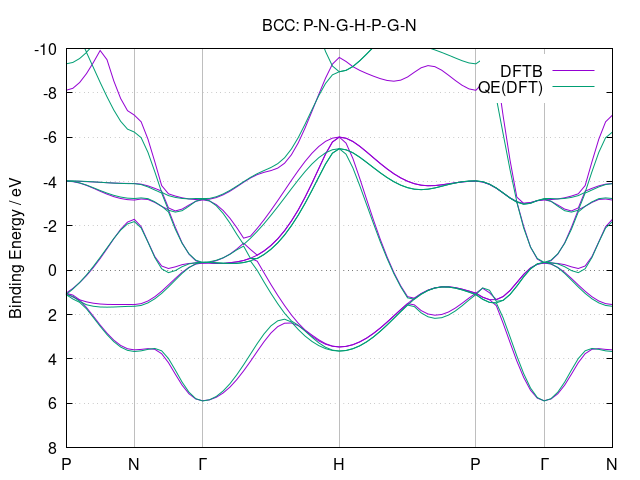 BCC: P-N-G-H-P-G-N
-10
-8
-6
-4
-2
0
2
4
6
8
Binding Energy / eV
DFTB
QE(DFT)
P N Γ H P Γ N